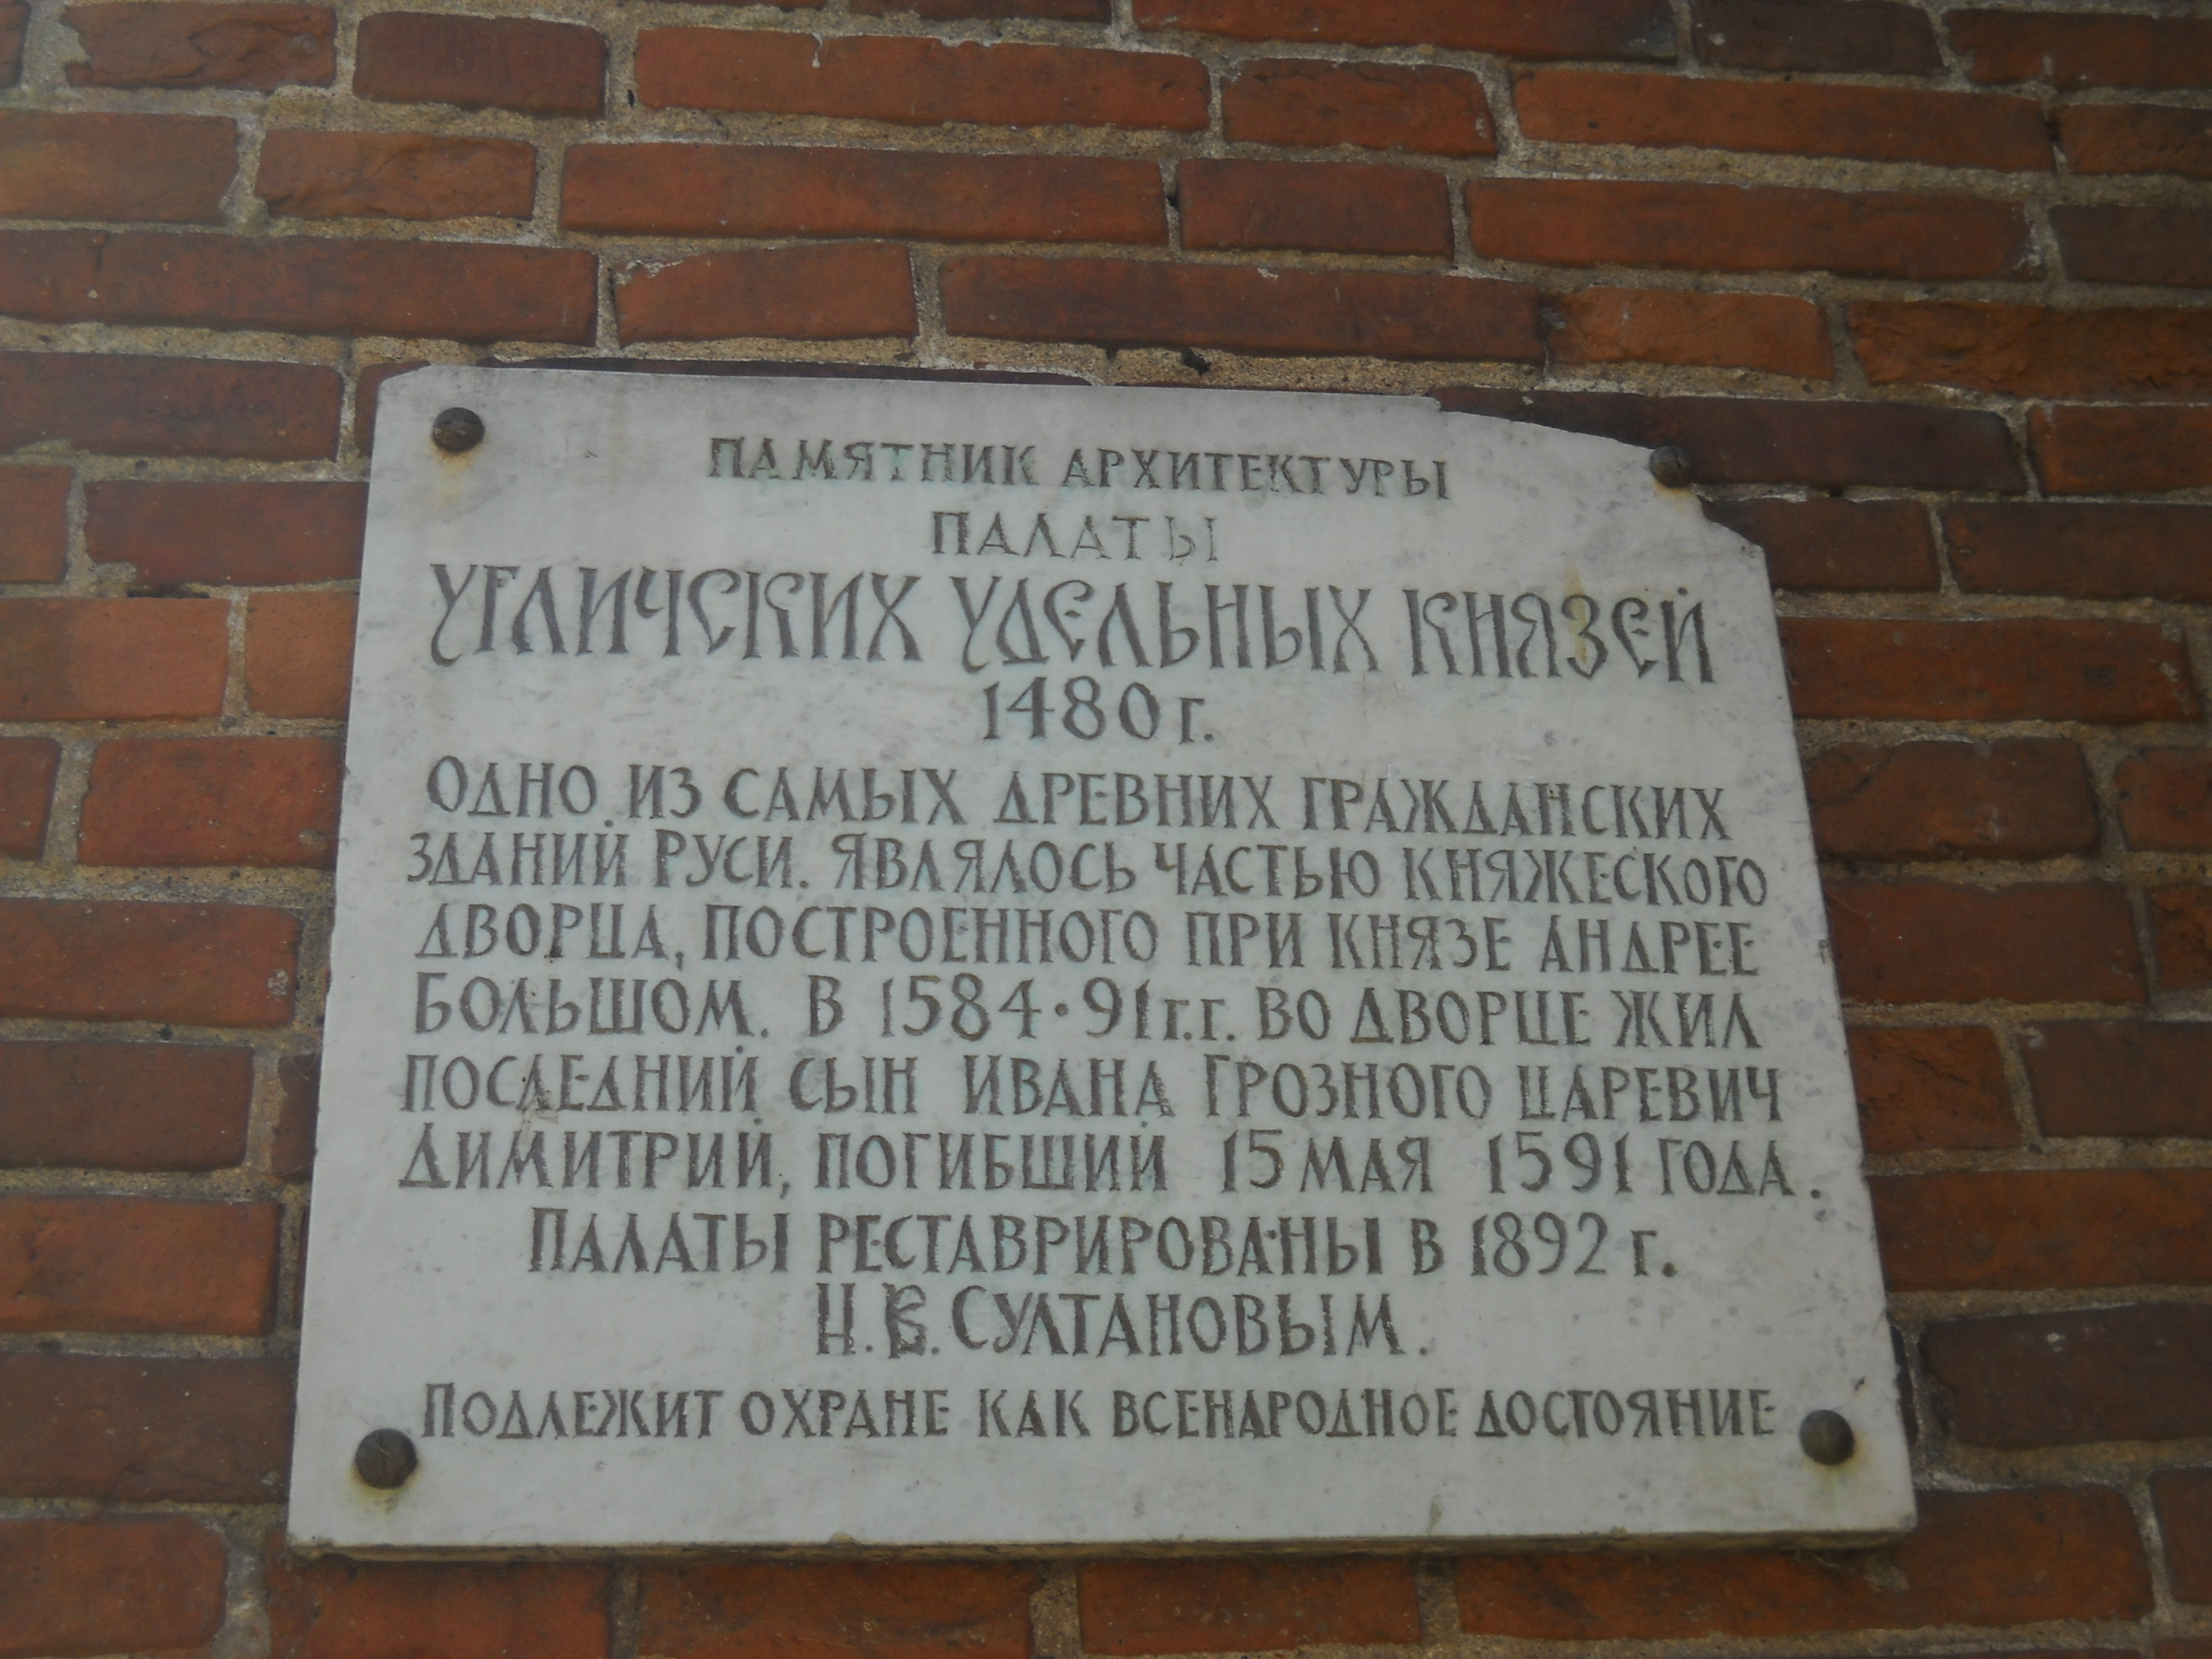 ПАМЯТНИК АРХИТЕКТУРЫ
ПАЛАТЫ
УГЛИЧСКИХ УДЕЛЬНЫХ КНЯЗЕЙ
1480 г.
ОДНО ИЗ САМЫХ ДРЕВНИХ ГРАЖДАНСКИХ
ЗДАНИЙ РУСИ. ЯВЛЯЛОСЬ ЧАСТЬЮ КНЯЖЕСКОГО
ДВОРЦА, ПОСТРОЕННОГО ПРИ КНЯЗЕ АНДРЕЕ
БОЛЬШОМ. В 1584·91 г.г. ВО ДВОРЦЕ ЖИЛ
ПОСЛЕДНИЙ СЫН ИВАНА ГРОЗНОГО ЦАРЕВИЧ
ДИМИТРИЙ, ПОГИБШИЙ 15 МАЯ 1591 ГОДА.
ПАЛАТЫ РЕСТАВРИРОВАНЫ В 1892 г.
Н. В. СУЛТАНОВЫМ.
ПОДЛЕЖИТ ОХРАНЕ КАК ВСЕНАРОДНОЕ ДОСТОЯНИЕ